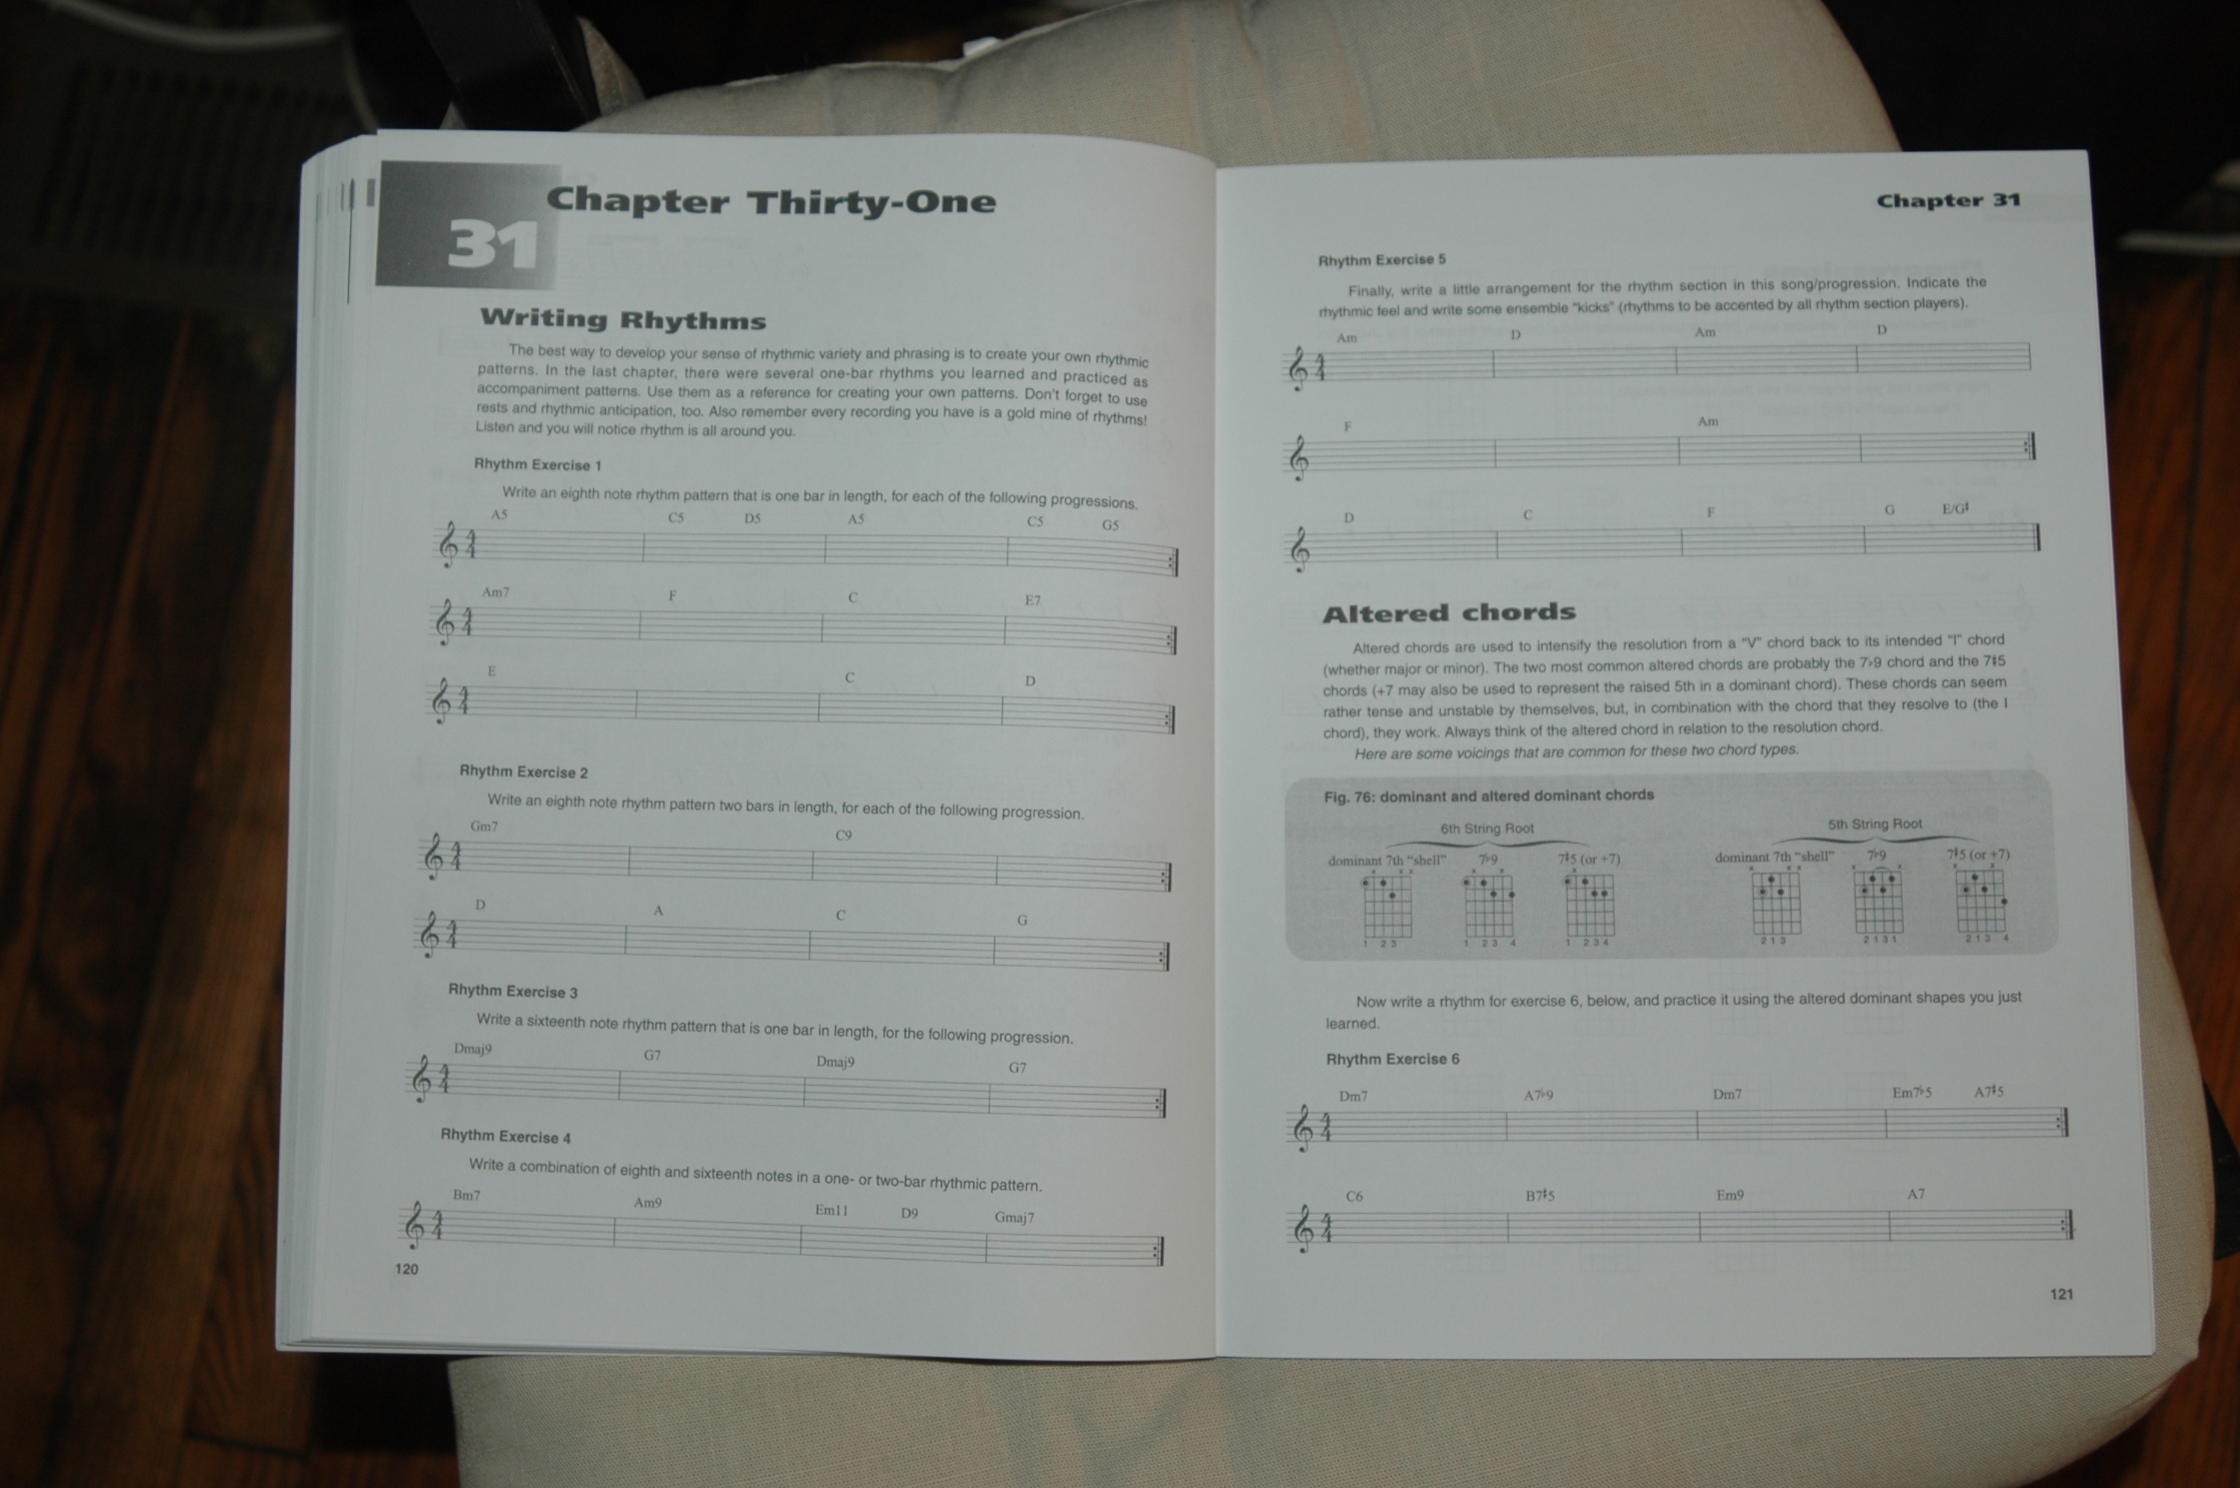 31
Chapter Thirty-One
Writing Rhythms
The best way to develop your sense of rhythmic variety and phrasing is to create your own rhythmic
patterns. In the last chapter, there were several one-bar rhythms you learned and practiced as
accompaniment patterns. Use them as a reference for creating your own patterns. Don't forget to use
rests and rhythmic anticipation, too. Also remember every recording you have is a gold mine of rhythms!
Listen and you will notice rhythm is all around you.
Rhythm Exercise 1
Write an eighth note rhythm pattern that is one bar in length, for each of the following progressions.
A5 C5 D5 A5 C5 G5
Am7 F C E7
E C D
Rhythm Exercise 2
Write an eighth note rhythm pattern two bars in length, for each of the following progression.
Gm7 C9
D A C G
Rhythm Exercise 3
Write a sixteenth note rhythm pattern that is one bar in length, for the following progression.
Dmaj9 G7 Dmaj9 G7
Rhythm Exercise 4
Write a combination of eighth and sixteenth notes in a one- or two-bar rhythmic pattern.
Bm7 Am9 Em11 D9 Gmaj7
120
Chapter 31
Rhythm Exercise 5
Finally, write a little arrangement for the rhythm section in this song/progression. Indicate the
rhythmic feel and write some ensemble "kicks" (rhythms to be accented by all rhythm section players).
Am D Am D
F Am
D C F G E/G♯
Altered chords
Altered chords are used to intensify the resolution from a "V" chord back to its intended "I" chord
(whether major or minor). The two most common altered chords are probably the 7♭9 chord and the 7♯5
chords (+7 may also be used to represent the raised 5th in a dominant chord). These chords can seem
rather tense and unstable by themselves, but, in combination with the chord that they resolve to (the I
chord), they work. Always think of the altered chord in relation to the resolution chord.
Here are some voicings that are common for these two chord types.
Fig. 76: dominant and altered dominant chords
6th String Root 5th String Root
dominant 7th "shell" 7♭9 7♯5 (or +7) dominant 7th "shell" 7♭9 7♯5 (or +7)
1 2 3 1 2 3 4 1 2 3 4 2 1 3 2 1 3 1 2 1 3 4
Now write a rhythm for exercise 6, below, and practice it using the altered dominant shapes you just
learned.
Rhythm Exercise 6
Dm7 A7♭9 Dm7 Em7♭5 A7♯5
C6 B7♯5 Em9 A7
121